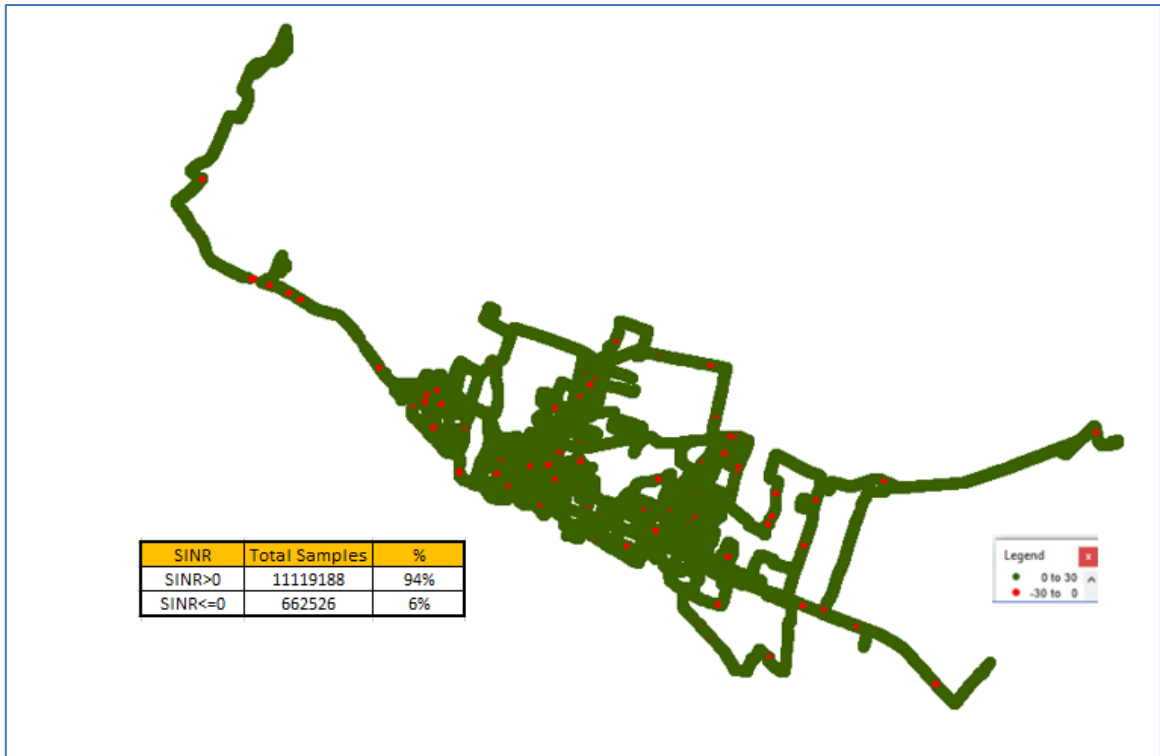 SINR Total Samples %
SINR>0 11119188 94%
SINR<=0 662526 6%
Legend x
0 to 30
-30 to 0